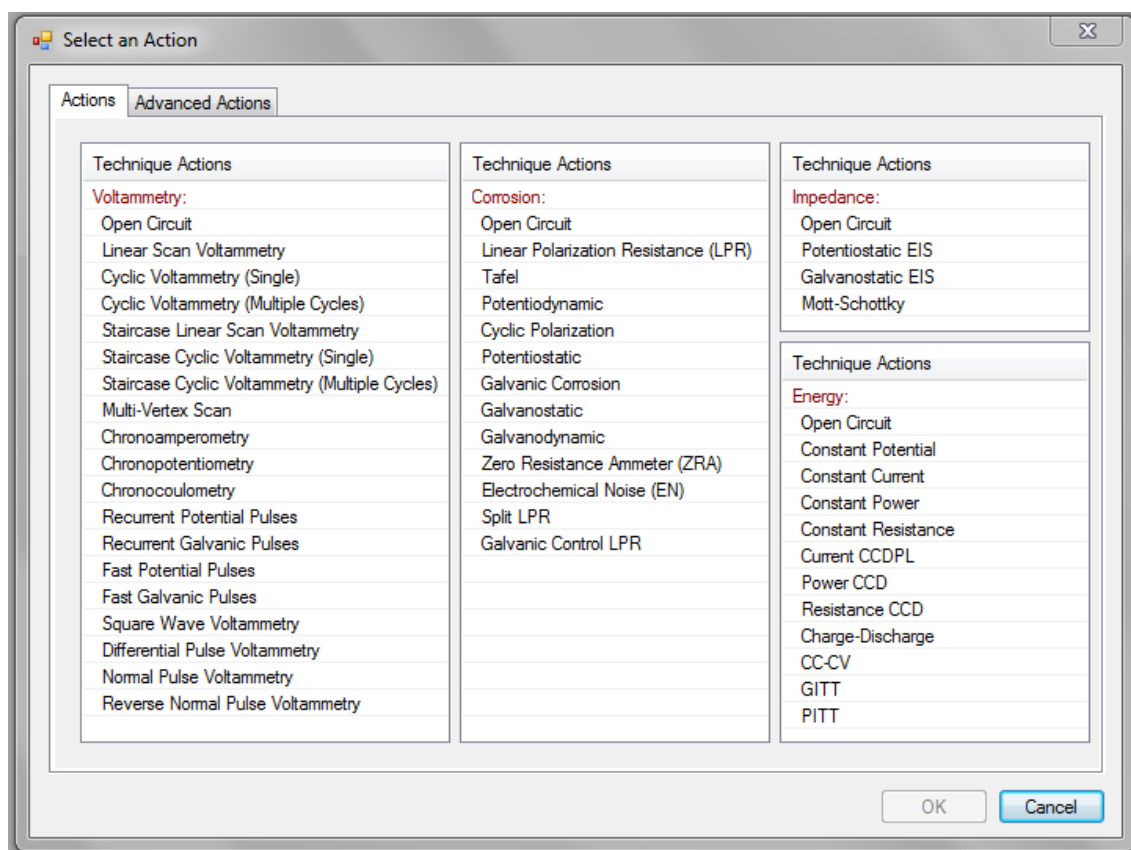 Select an Action
Actions
Advanced Actions
Technique Actions
Voltammetry:
Open Circuit
Linear Scan Voltammetry
Cyclic Voltammetry (Single)
Cyclic Voltammetry (Multiple Cycles)
Staircase Linear Scan Voltammetry
Staircase Cyclic Voltammetry (Single)
Staircase Cyclic Voltammetry (Multiple Cycles)
Multi-Vertex Scan
Chronoamperometry
Chronopotentiometry
Chronocoulometry
Recurrent Potential Pulses
Recurrent Galvanic Pulses
Fast Potential Pulses
Fast Galvanic Pulses
Square Wave Voltammetry
Differential Pulse Voltammetry
Normal Pulse Voltammetry
Reverse Normal Pulse Voltammetry
Technique Actions
Corrosion:
Open Circuit
Linear Polarization Resistance (LPR)
Tafel
Potentiodynamic
Cyclic Polarization
Potentiostatic
Galvanic Corrosion
Galvanostatic
Galvanodynamic
Zero Resistance Ammeter (ZRA)
Electrochemical Noise (EN)
Split LPR
Galvanic Control LPR
Technique Actions
Impedance:
Open Circuit
Potentiostatic EIS
Galvanostatic EIS
Mott-Schottky
Technique Actions
Energy:
Open Circuit
Constant Potential
Constant Current
Constant Power
Constant Resistance
Current CCDPL
Power CCD
Resistance CCD
Charge-Discharge
CC-CV
GITT
PITT
OK
Cancel